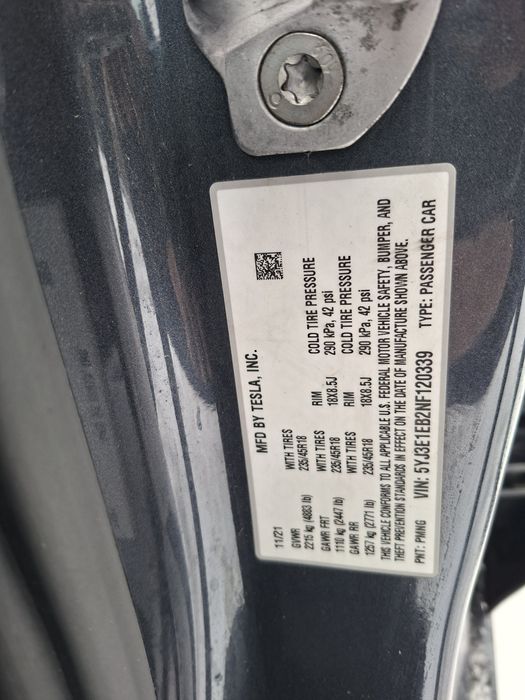 MFD BY TESLA, INC.
11/21
GVWR WITH TIRES RIM COLD TIRE PRESSURE
2215 kg (4883 lb) 235/45R18 18X8.5J 290 kPa, 42 psi
GAWR FRT WITH TIRES RIM COLD TIRE PRESSURE
1110 kg (2447 lb) 235/45R18 18X8.5J 290 kPa, 42 psi
GAWR RR WITH TIRES
1257 kg (2771 lb) 235/45R18
THIS VEHICLE CONFORMS TO ALL APPLICABLE U.S. FEDERAL MOTOR VEHICLE SAFETY, BUMPER, AND
THEFT PREVENTION STANDARDS IN EFFECT ON THE DATE OF MANUFACTURE SHOWN ABOVE.
PMT: PMNG VIN: 5YJ3E1EB2NF120339 TYPE: PASSENGER CAR